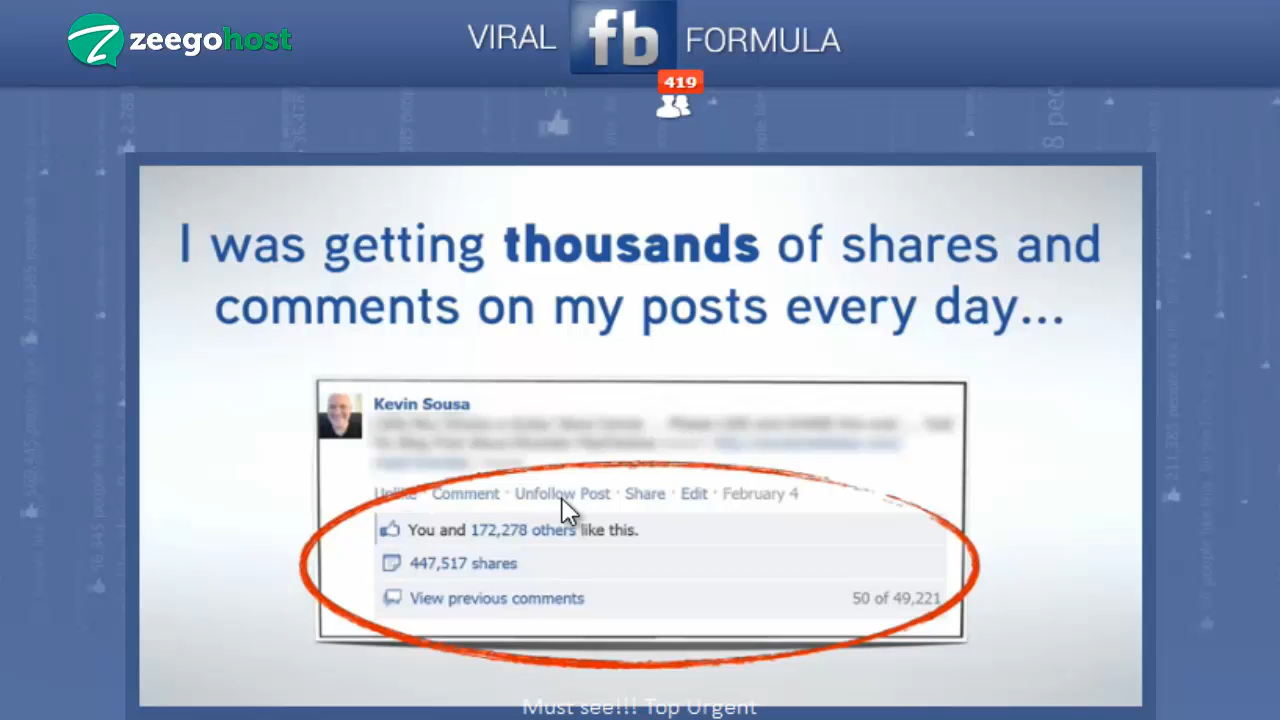 zeegohost
VIRAL fb FORMULA
419
I was getting thousands of shares and
comments on my posts every day...
Kevin Sousa
Unlike · Comment · Unfollow Post · Share · Edit · February 4
You and 172,278 others like this.
447,517 shares
View previous comments 50 of 49,221
Must see!!! Top Urgent